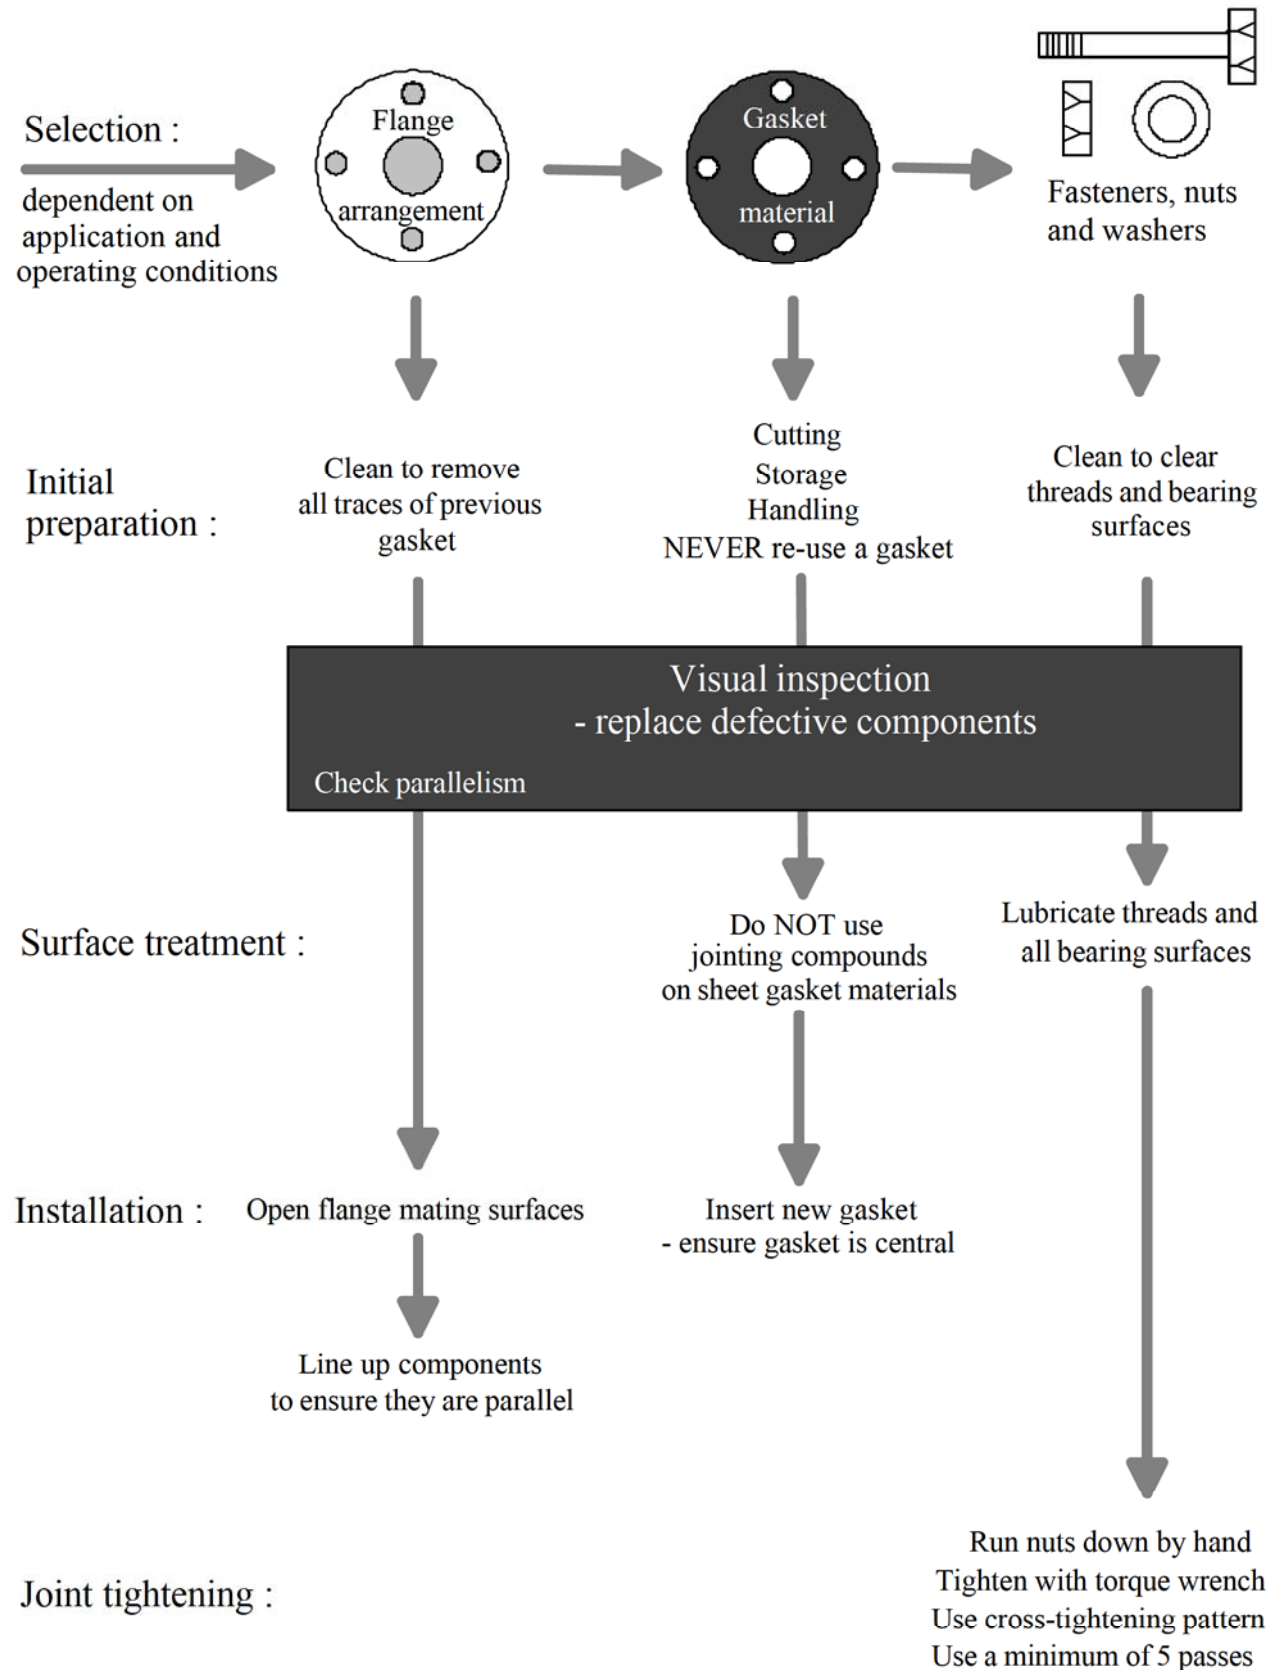 Selection :
dependent on
application and
operating conditions
Flange
arrangement
Gasket
material
Fasteners, nuts
and washers
Initial
preparation :
Clean to remove
all traces of previous
gasket
Cutting
Storage
Handling
NEVER re-use a gasket
Clean to clear
threads and bearing
surfaces
Visual inspection
- replace defective components
Check parallelism
Surface treatment :
Do NOT use
jointing compounds
on sheet gasket materials
Lubricate threads and
all bearing surfaces
Installation :
Open flange mating surfaces
Insert new gasket
- ensure gasket is central
Line up components
to ensure they are parallel
Joint tightening :
Run nuts down by hand
Tighten with torque wrench
Use cross-tightening pattern
Use a minimum of 5 passes